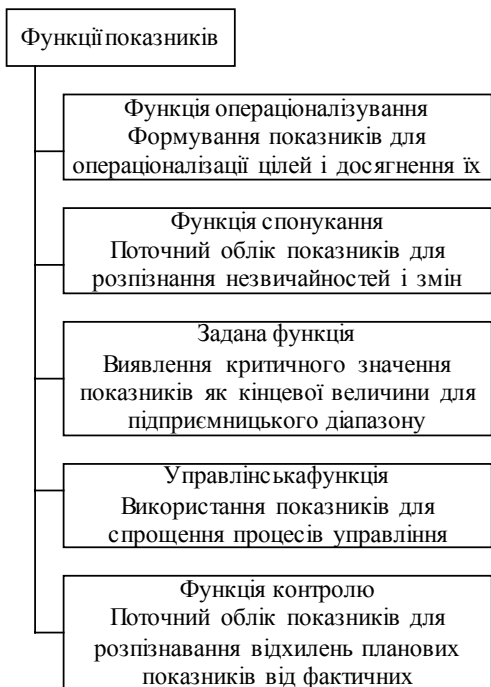 Функції показників
Функція операціоналізування
Формування показників для
операціоналізації цілей і досягнення їх
Функція спонукання
Поточний облік показників для
розпізнання незвичайностей і змін
Задана функція
Виявлення критичного значення
показників як кінцевої величини для
підприємницького діапазону
Управлінськафункція
Використання показників для
спрощення процесів управління
Функція контролю
Поточний облік показників для
розпізнавання відхилень планових
показників від фактичних